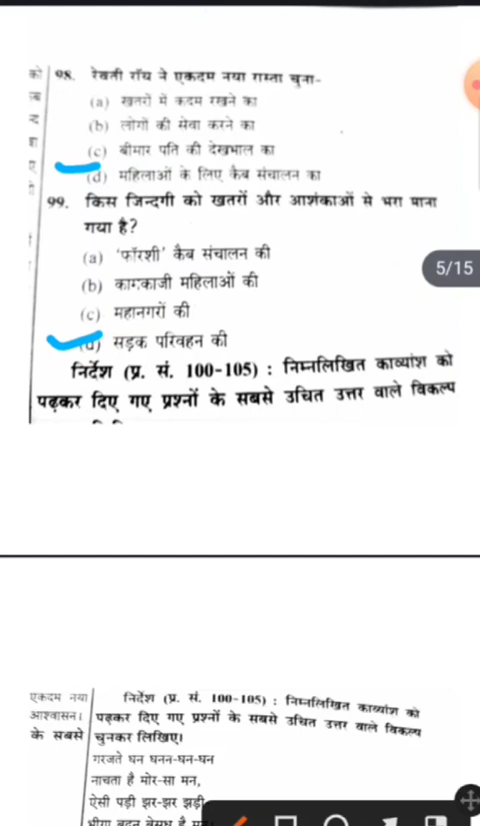 98. रेवती रॉय ने एकदम नया रास्ता चुना-
(a) खतरों में कदम रखने का
(b) लोगों की सेवा करने का
(c) बीमार पति की देखभाल का
(d) महिलाओं के लिए कैब संचालन का
99. किस जिन्दगी को खतरों और आशंकाओं से भरा माना
गया है?
(a) 'फॉरशी' कैब संचालन की
(b) कामकाजी महिलाओं की
(c) महानगरों की
(d) सड़क परिवहन की
निर्देश (प्र. सं. 100-105) : निम्नलिखित काव्यांश को
पढ़कर दिए गए प्रश्नों के सबसे उचित उत्तर वाले विकल्प
5/15
एकदम नया
आश्वासन।
के सबसे
निर्देश (प्र. सं. 100-105) : निम्नलिखित काव्यांश को
पढ़कर दिए गए प्रश्नों के सबसे उचित उत्तर वाले विकल्प
चुनकर लिखिए।
गरजते घन घनन-घन-घन
नाचता है मोर-सा मन,
ऐसी पड़ी झर-झर झड़ी